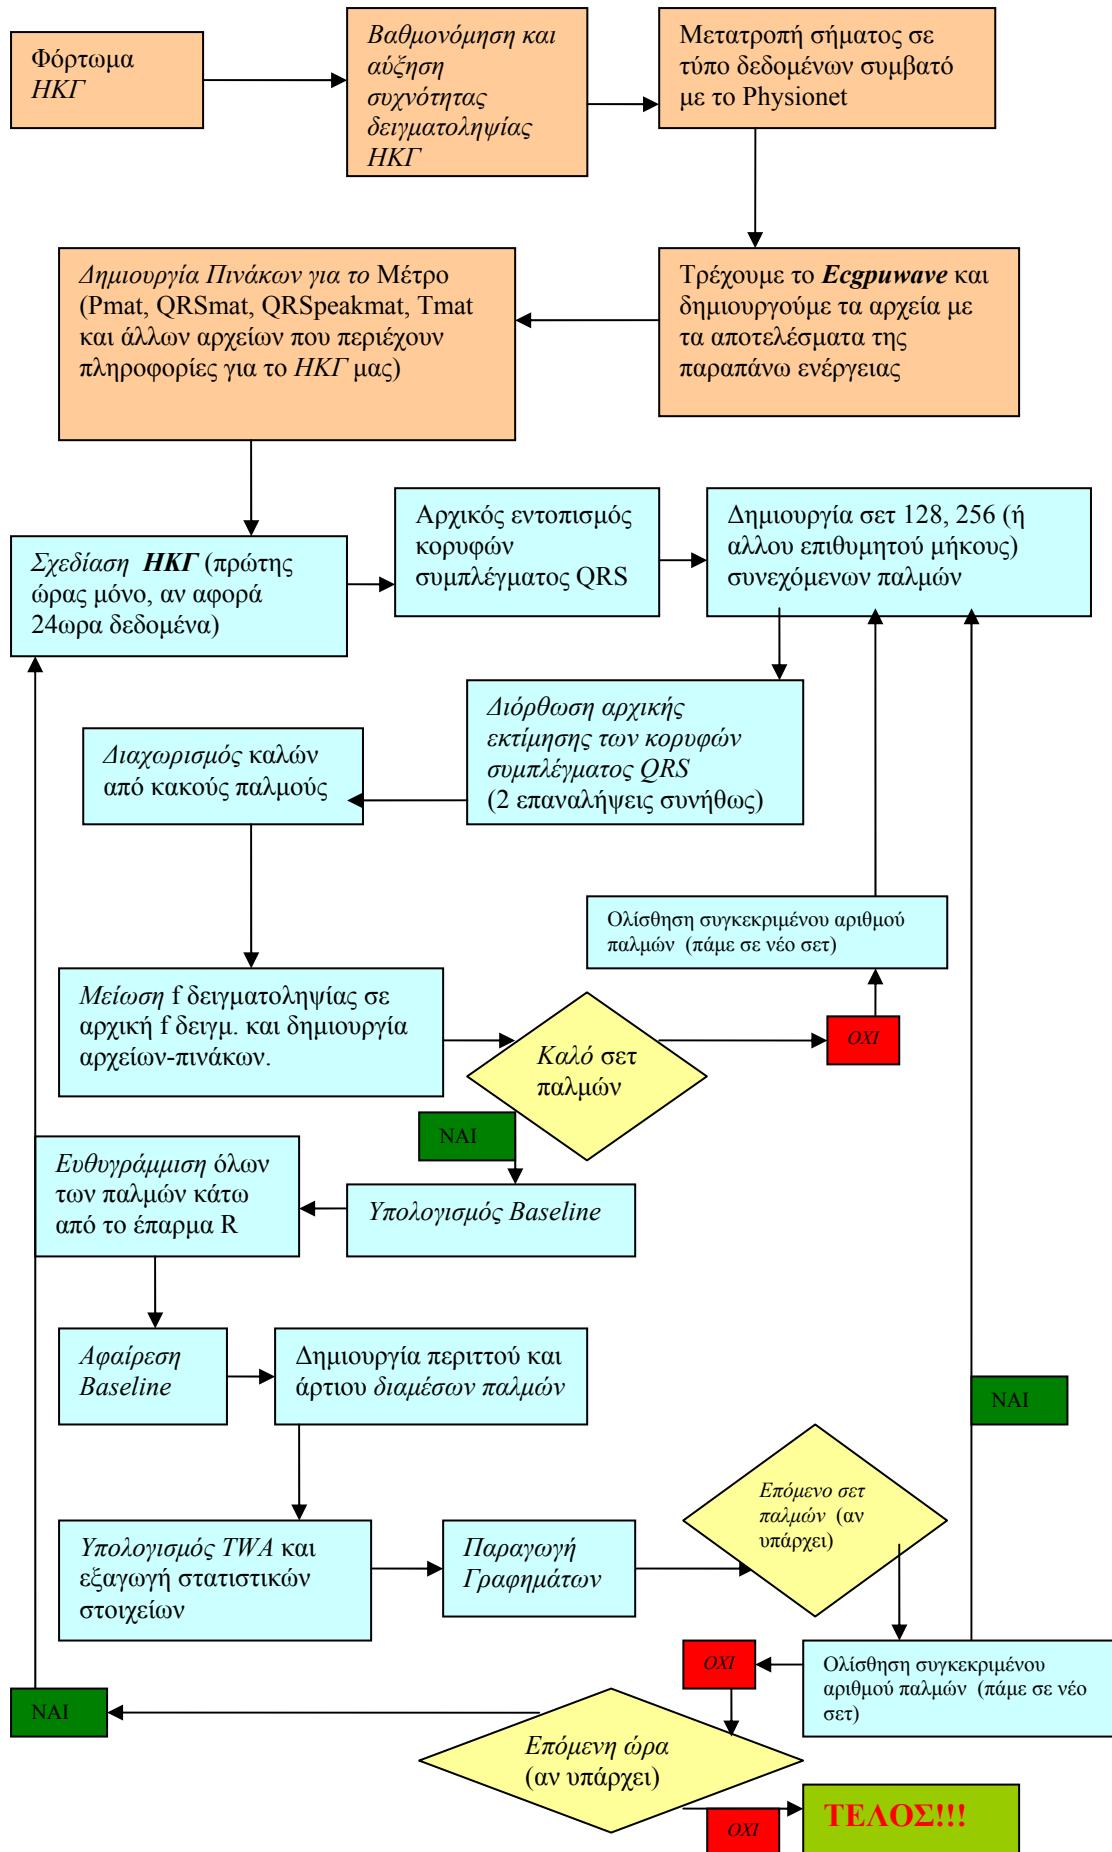 Φόρτωμα
ΗΚΓ
Βαθμονόμηση και
αύξηση
συχνότητας
δειγματοληψίας
ΗΚΓ
Μετατροπή σήματος σε
τύπο δεδομένων συμβατό
με το Physionet
Τρέχουμε το Ecgpuwave και
δημιουργούμε τα αρχεία με
τα αποτελέσματα της
παραπάνω ενέργειας
Δημιουργία Πινάκων για το Μέτρο
(Pmat, QRSmat, QRSpeakmat, Tmat
και άλλων αρχείων που περιέχουν
πληροφορίες για το ΗΚΓ μας)
Σχεδίαση ΗΚΓ (πρώτης
ώρας μόνο, αν αφορά
24ωρα δεδομένα)
Αρχικός εντοπισμός
κορυφών
συμπλέγματος QRS
Δημιουργία σετ 128, 256 (ή
αλλου επιθυμητού μήκους)
συνεχόμενων παλμών
Διόρθωση αρχικής
εκτίμησης των κορυφών
συμπλέγματος QRS
(2 επαναλήψεις συνήθως)
Διαχωρισμός καλών
από κακούς παλμούς
Ολίσθηση συγκεκριμένου αριθμού
παλμών (πάμε σε νέο σετ)
Μείωση f δειγματοληψίας σε
αρχική f δειγμ. και δημιουργία
αρχείων-πινάκων.
Καλό σετ
παλμών
ΟΧΙ
ΝΑΙ
Υπολογισμός Baseline
Ευθυγράμμιση όλων
των παλμών κάτω
από το έπαρμα R
Αφαίρεση
Baseline
Δημιουργία περιττού και
άρτιου διαμέσων παλμών
ΝΑΙ
Επόμενο σετ
παλμών (αν
υπάρχει)
Υπολογισμός TWA και
εξαγωγή στατιστικών
στοιχείων
Παραγωγή
Γραφημάτων
Ολίσθηση συγκεκριμένου
αριθμού παλμών (πάμε σε νέο
σετ)
ΟΧΙ
ΝΑΙ
Επόμενη ώρα
(αν υπάρχει)
ΟΧΙ
ΤΕΛΟΣ!!!